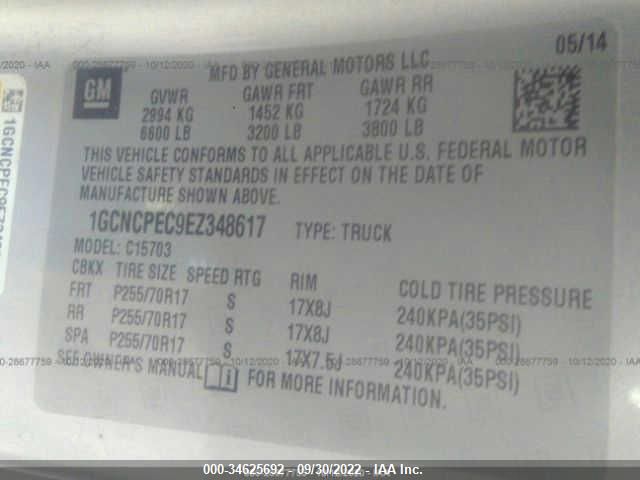 05/14
MFD BY GENERAL MOTORS LLC
GM
GVWR GAWR FRT GAWR RR
2994 KG 1452 KG 1724 KG
6600 LB 3200 LB 3800 LB
THIS VEHICLE CONFORMS TO ALL APPLICABLE U.S. FEDERAL MOTOR
VEHICLE SAFETY STANDARDS IN EFFECT ON THE DATE OF
MANUFACTURE SHOWN ABOVE.
1GCNCPEC9EZ348617 TYPE: TRUCK
MODEL: C15703
CBKX TIRE SIZE SPEED RTG RIM COLD TIRE PRESSURE
FRT P255/70R17 S 17X8J 240KPA(35PSI)
RR P255/70R17 S 17X8J 240KPA(35PSI)
SPA P255/70R17 S 17X7.5J 240KPA(35PSI)
SEE OWNER'S MANUAL i FOR MORE INFORMATION.
000-34625692 - 09/30/2022 - IAA Inc.